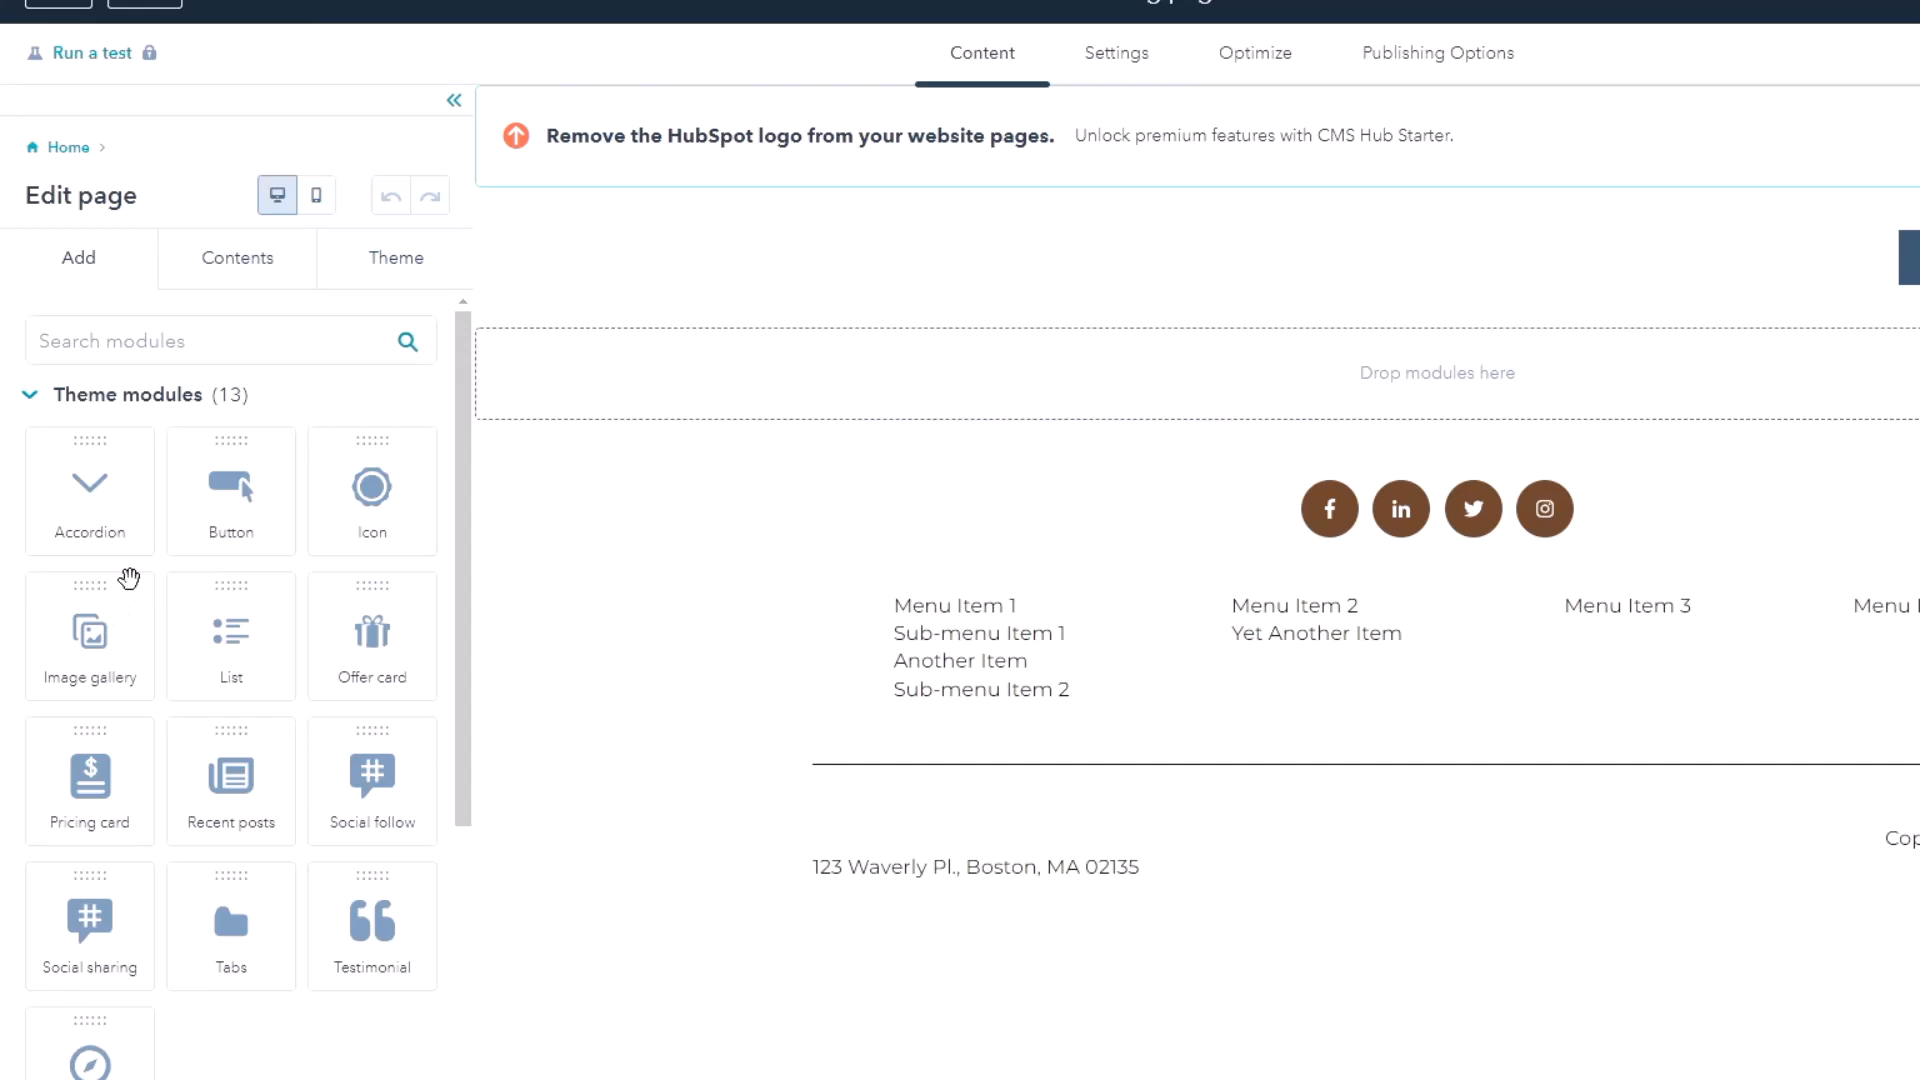 Run a test
Content
Settings
Optimize
Publishing Options
Remove the HubSpot logo from your website pages. Unlock premium features with CMS Hub Starter.
Home
Edit page
Add
Contents
Theme
Search modules
Theme modules (13)
Drop modules here
Accordion
Button
Icon
Image gallery
List
Offer card
Pricing card
Recent posts
Social follow
Social sharing
Tabs
Testimonial
Menu Item 1
Sub-menu Item 1
Another Item
Sub-menu Item 2
Menu Item 2
Yet Another Item
Menu Item 3
Menu
123 Waverly Pl., Boston, MA 02135